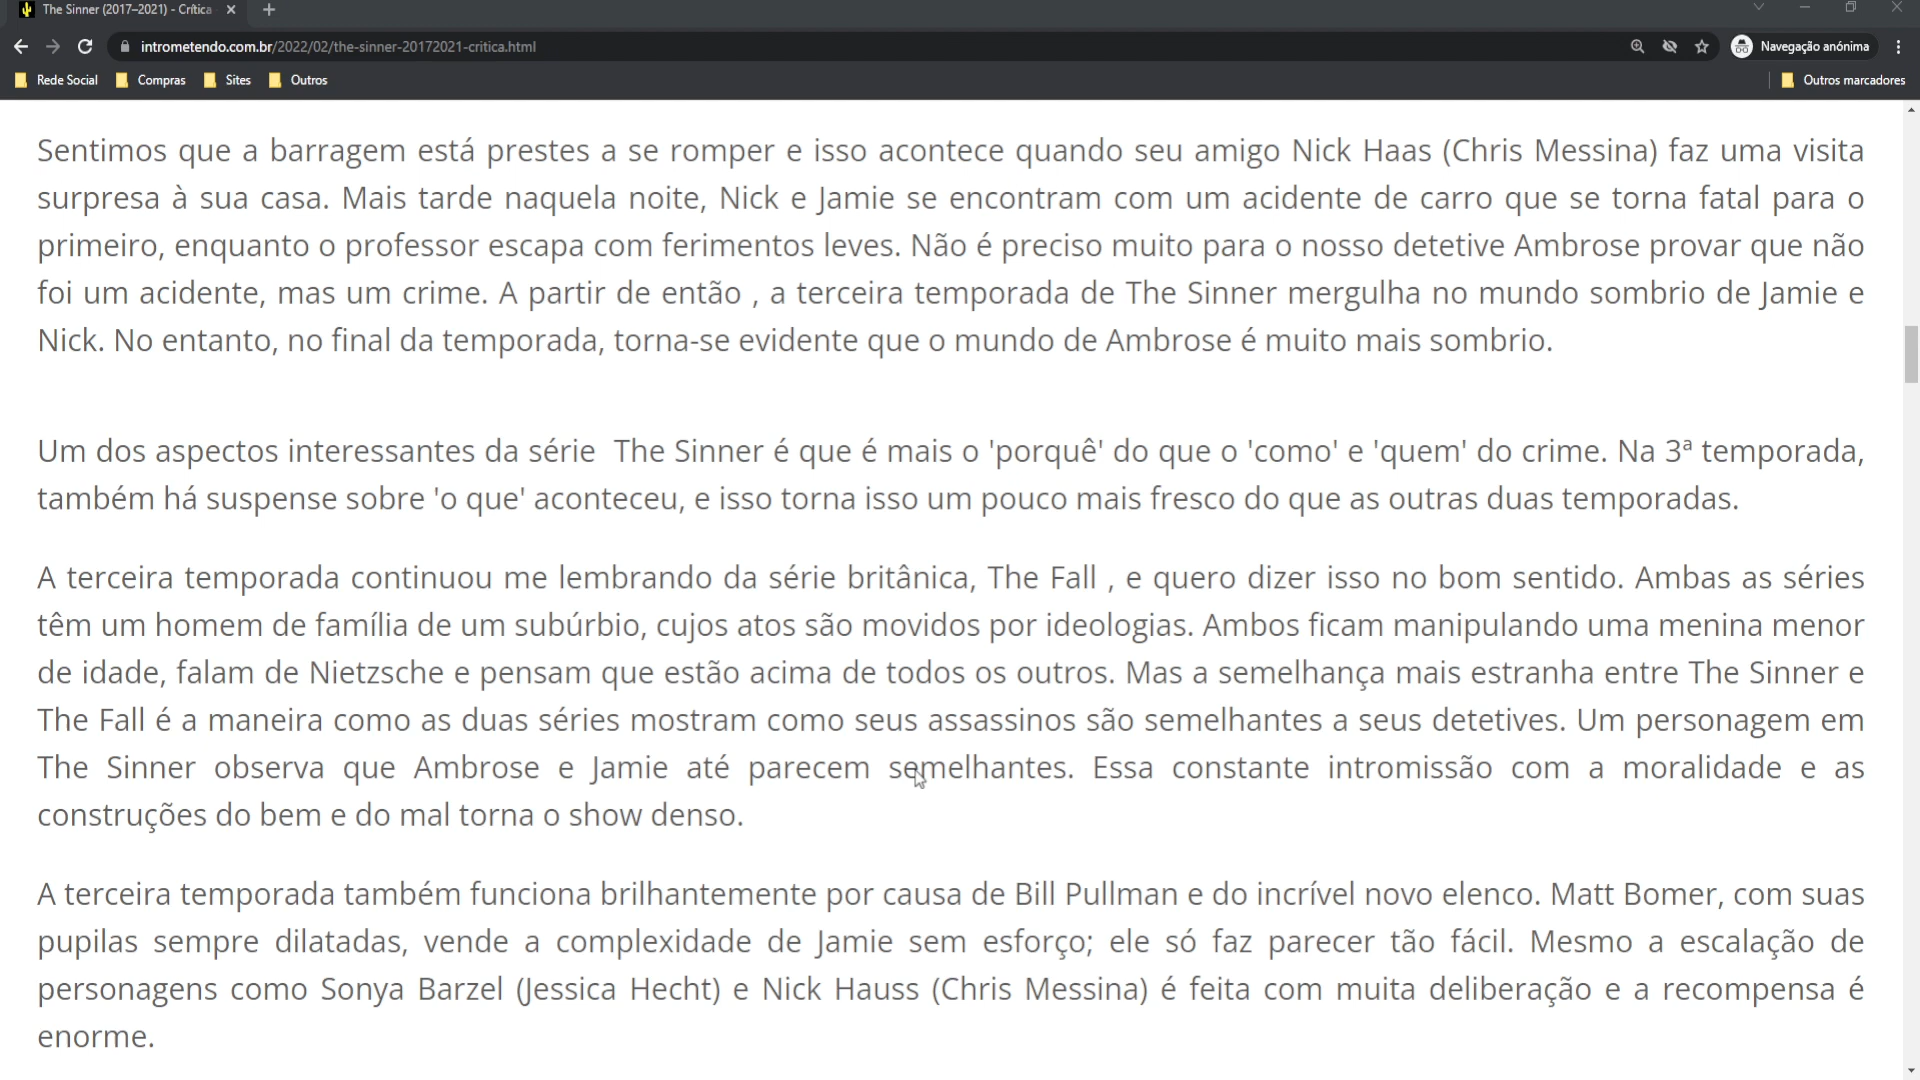 The Sinner (2017–2021) - Crítica
intrometendo.com.br/2022/02/the-sinner-20172021-critica.html
Navegação anónima
Rede Social
Compras
Sites
Outros
Outros marcadores
Sentimos que a barragem está prestes a se romper e isso acontece quando seu amigo Nick Haas (Chris Messina) faz uma visita
surpresa à sua casa. Mais tarde naquela noite, Nick e Jamie se encontram com um acidente de carro que se torna fatal para o
primeiro, enquanto o professor escapa com ferimentos leves. Não é preciso muito para o nosso detetive Ambrose provar que não
foi um acidente, mas um crime. A partir de então , a terceira temporada de The Sinner mergulha no mundo sombrio de Jamie e
Nick. No entanto, no final da temporada, torna-se evidente que o mundo de Ambrose é muito mais sombrio.
Um dos aspectos interessantes da série  The Sinner é que é mais o 'porquê' do que o 'como' e 'quem' do crime. Na 3ª temporada,
também há suspense sobre 'o que' aconteceu, e isso torna isso um pouco mais fresco do que as outras duas temporadas.
A terceira temporada continuou me lembrando da série britânica, The Fall , e quero dizer isso no bom sentido. Ambas as séries
têm um homem de família de um subúrbio, cujos atos são movidos por ideologias. Ambos ficam manipulando uma menina menor
de idade, falam de Nietzsche e pensam que estão acima de todos os outros. Mas a semelhança mais estranha entre The Sinner e
The Fall é a maneira como as duas séries mostram como seus assassinos são semelhantes a seus detetives. Um personagem em
The Sinner observa que Ambrose e Jamie até parecem semelhantes. Essa constante intromissão com a moralidade e as
construções do bem e do mal torna o show denso.
A terceira temporada também funciona brilhantemente por causa de Bill Pullman e do incrível novo elenco. Matt Bomer, com suas
pupilas sempre dilatadas, vende a complexidade de Jamie sem esforço; ele só faz parecer tão fácil. Mesmo a escalação de
personagens como Sonya Barzel (Jessica Hecht) e Nick Hauss (Chris Messina) é feita com muita deliberação e a recompensa é
enorme.